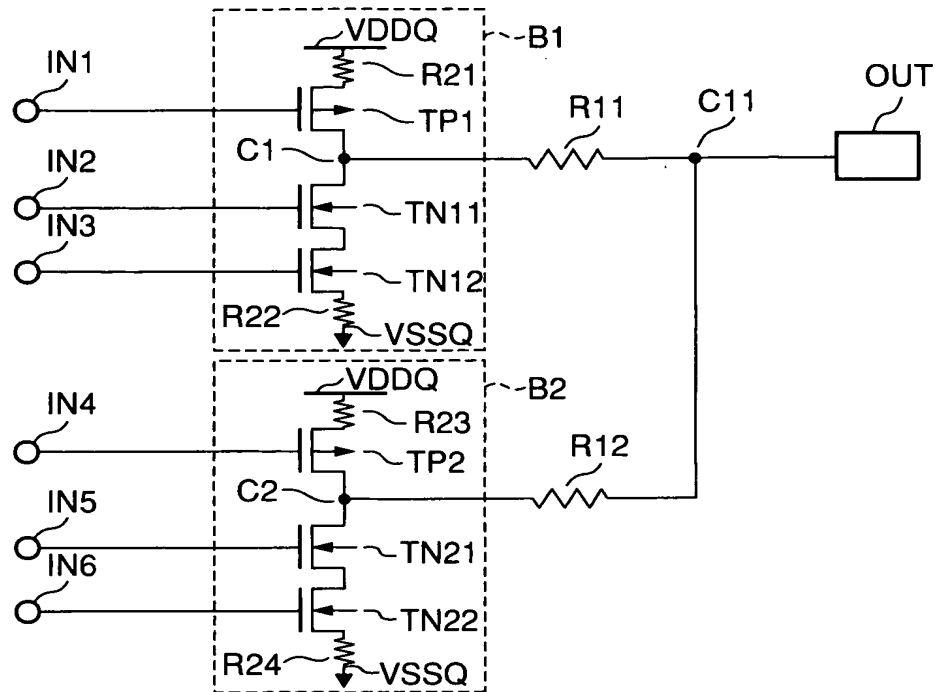 VDDQ
B1
IN1
R21
OUT
TP1
R11
C11
C1
IN2
TN11
IN3
TN12
R22
VSSQ
VDDQ
B2
IN4
R23
TP2
R12
C2
IN5
TN21
IN6
TN22
R24
VSSQ